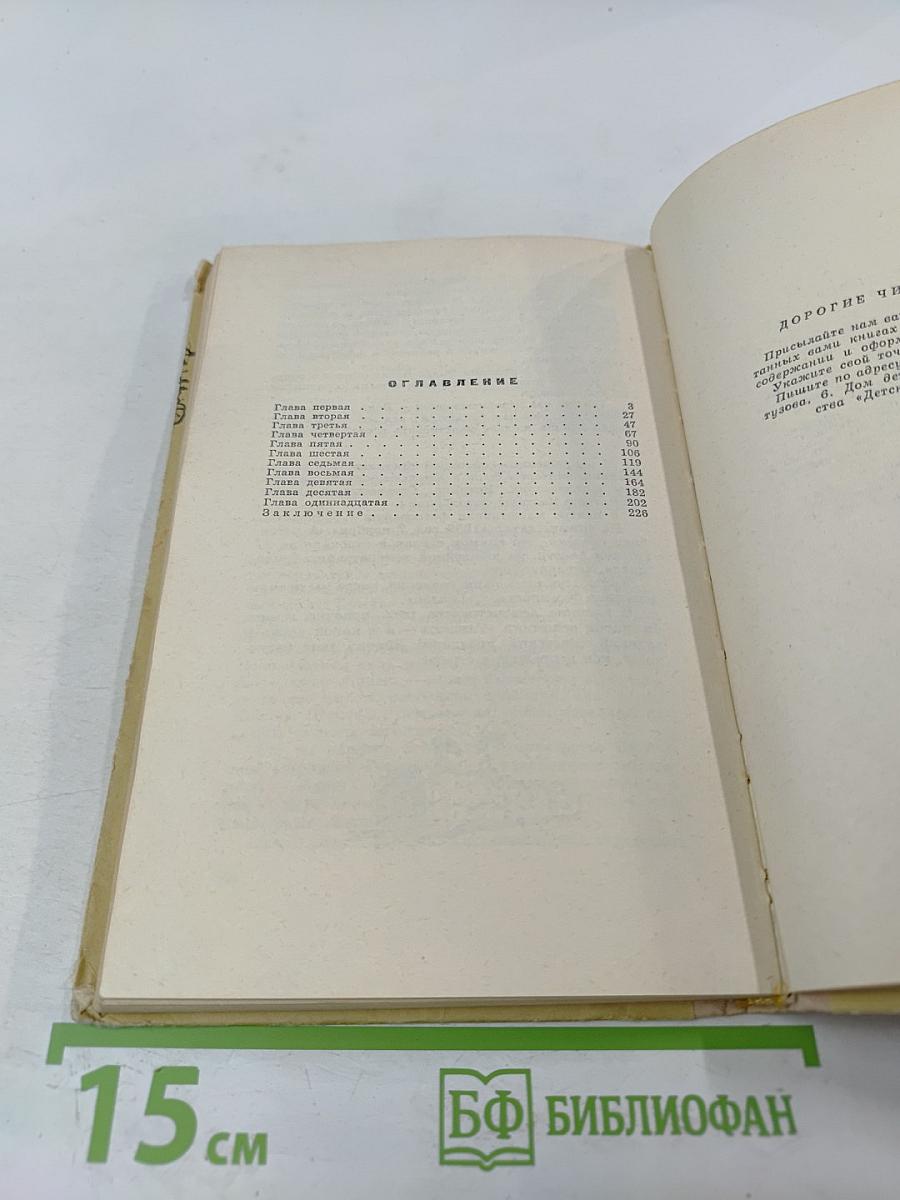 ОГЛАВЛЕНИЕ
Глава первая . . . . . . . . . . . . . . 3
Глава вторая . . . . . . . . . . . . . . 27
Глава третья . . . . . . . . . . . . . . 47
Глава четвертая . . . . . . . . . . . . . 67
Глава пятая . . . . . . . . . . . . . . 90
Глава шестая . . . . . . . . . . . . . . 106
Глава седьмая . . . . . . . . . . . . . . 119
Глава восьмая . . . . . . . . . . . . . . 144
Глава девятая . . . . . . . . . . . . . . 164
Глава десятая . . . . . . . . . . . . . . 182
Глава одиннадцатая . . . . . . . . . . . . 202
Заключение . . . . . . . . . . . . . . 226
ДОРОГИЕ ЧИ
Присылайте нам ва
танных вами книгах
содержании и оформ
Укажите свой точ
Пишите по адресу
тузова, 6. Дом де
ства «Детск
15 см
БФ БИБЛИОФАН